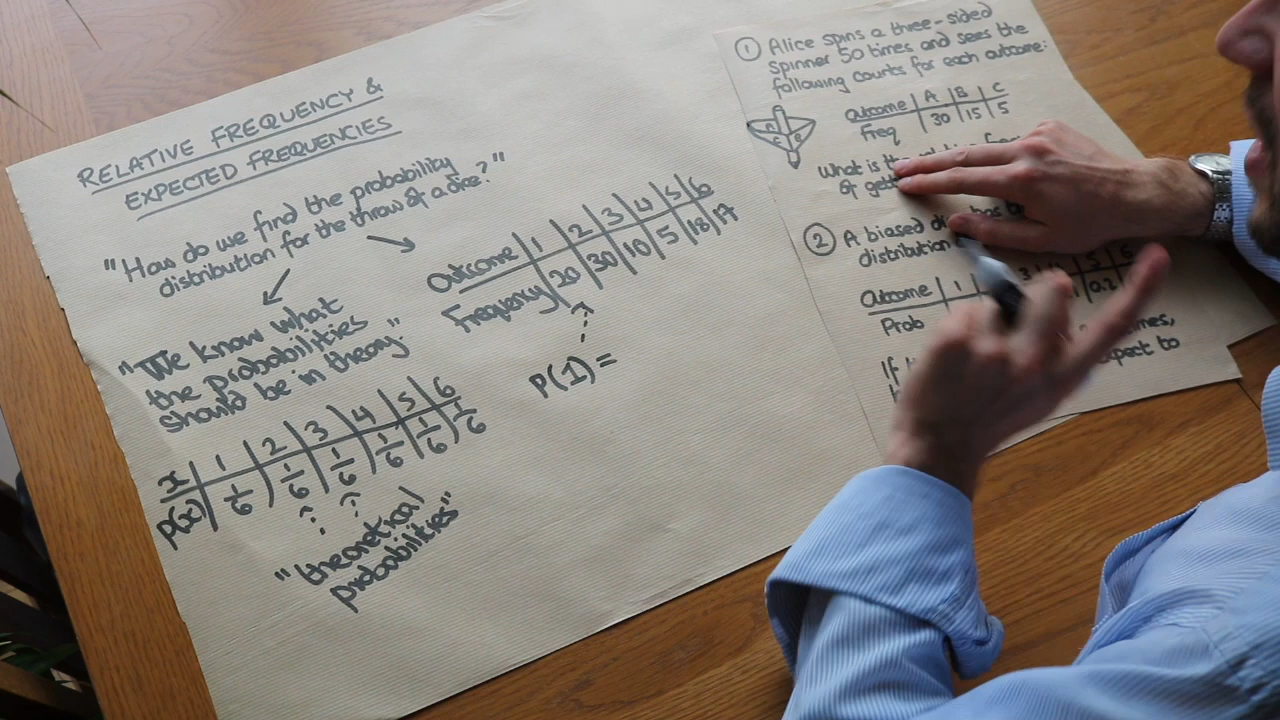 RELATIVE FREQUENCY &
EXPECTED FREQUENCIES
"How do we find the probability
distribution for the throw of a dice?"
"We know what
the probabilities
should be in theory."
x | 1 | 2 | 3 | 4 | 5 | 6
P(x) | 1/6 | 1/6 | 1/6 | 1/6 | 1/6 | 1/6
"theoretical
probabilities"
Outcome | 1 | 2 | 3 | 4 | 5 | 6
Frequency | 20 | 30 | 10 | 5 | 18 | 17
P(1) =
① Alice spins a three-sided
spinner 50 times and sees the
following counts for each outcome:
Outcome | A | B | C
Freq | 30 | 15 | 5
What is the
of
② A biased
distribution
Outcome | 1 | 3 | 5 | 6
Prob 0.2
If times,
expect to